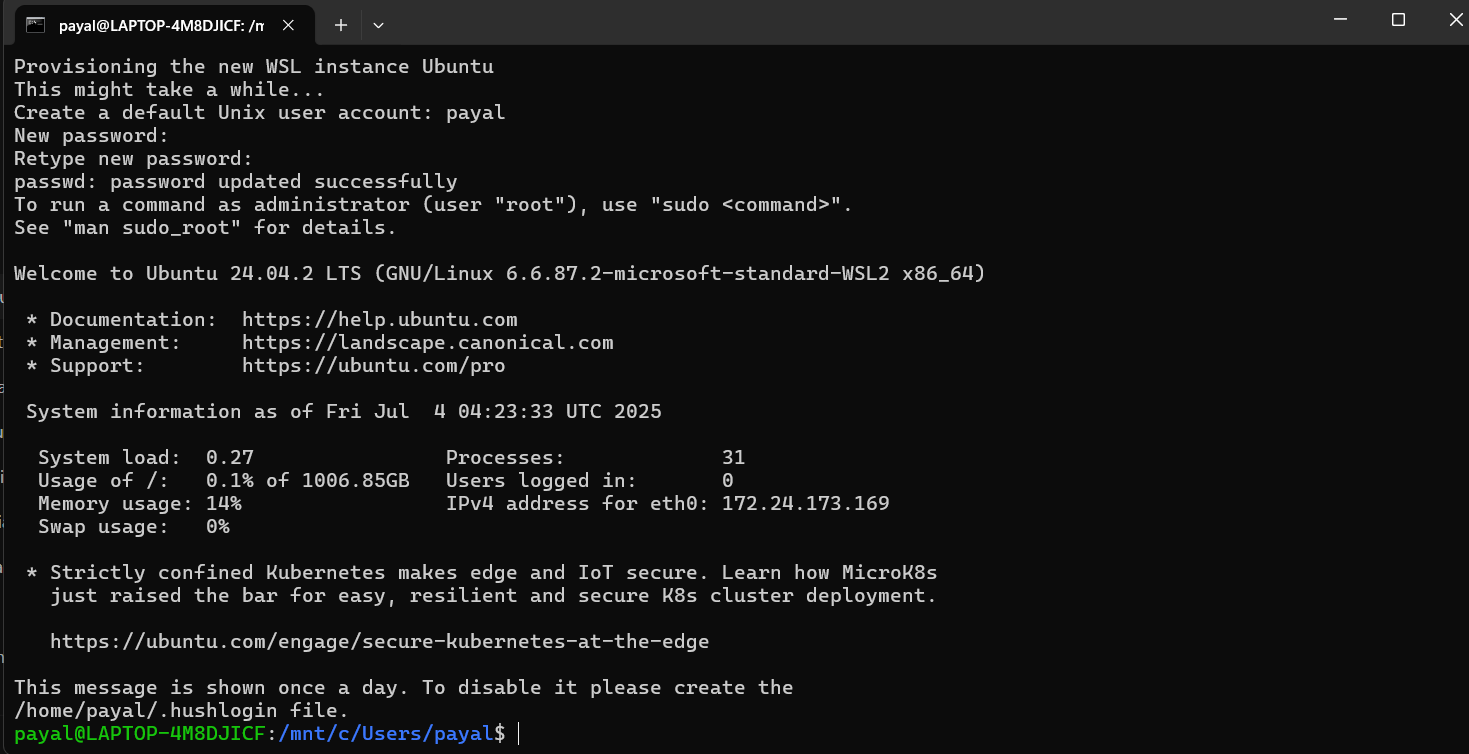 payal@LAPTOP-4M8DJICF: /m
Provisioning the new WSL instance Ubuntu
This might take a while...
Create a default Unix user account: payal
New password:
Retype new password:
passwd: password updated successfully
To run a command as administrator (user "root"), use "sudo <command>".
See "man sudo_root" for details.
Welcome to Ubuntu 24.04.2 LTS (GNU/Linux 6.6.87.2-microsoft-standard-WSL2 x86_64)
* Documentation:  https://help.ubuntu.com
* Management:     https://landscape.canonical.com
* Support:        https://ubuntu.com/pro
System information as of Fri Jul  4 04:23:33 UTC 2025
System load:  0.27                Processes:             31
Usage of /:   0.1% of 1006.85GB   Users logged in:       0
Memory usage: 14%                 IPv4 address for eth0: 172.24.173.169
Swap usage:   0%
* Strictly confined Kubernetes makes edge and IoT secure. Learn how MicroK8s
just raised the bar for easy, resilient and secure K8s cluster deployment.
https://ubuntu.com/engage/secure-kubernetes-at-the-edge
This message is shown once a day. To disable it please create the
/home/payal/.hushlogin file.
payal@LAPTOP-4M8DJICF:/mnt/c/Users/payal$